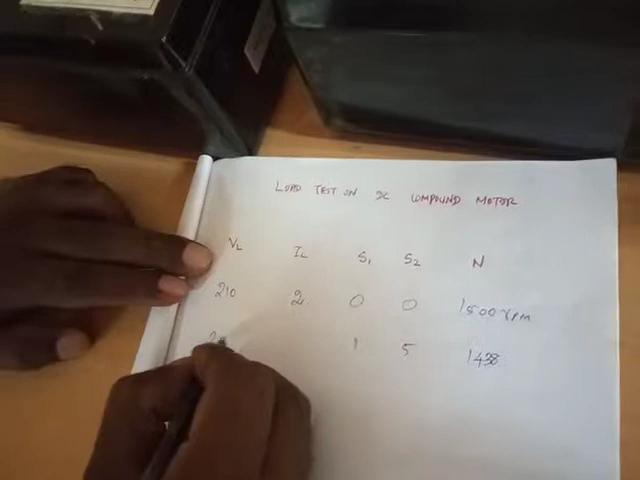 LOAD TEST ON DC COMPOUND MOTOR
VL IL S1 S2 N
210 2 0 0 1500 rpm
1 5 1438